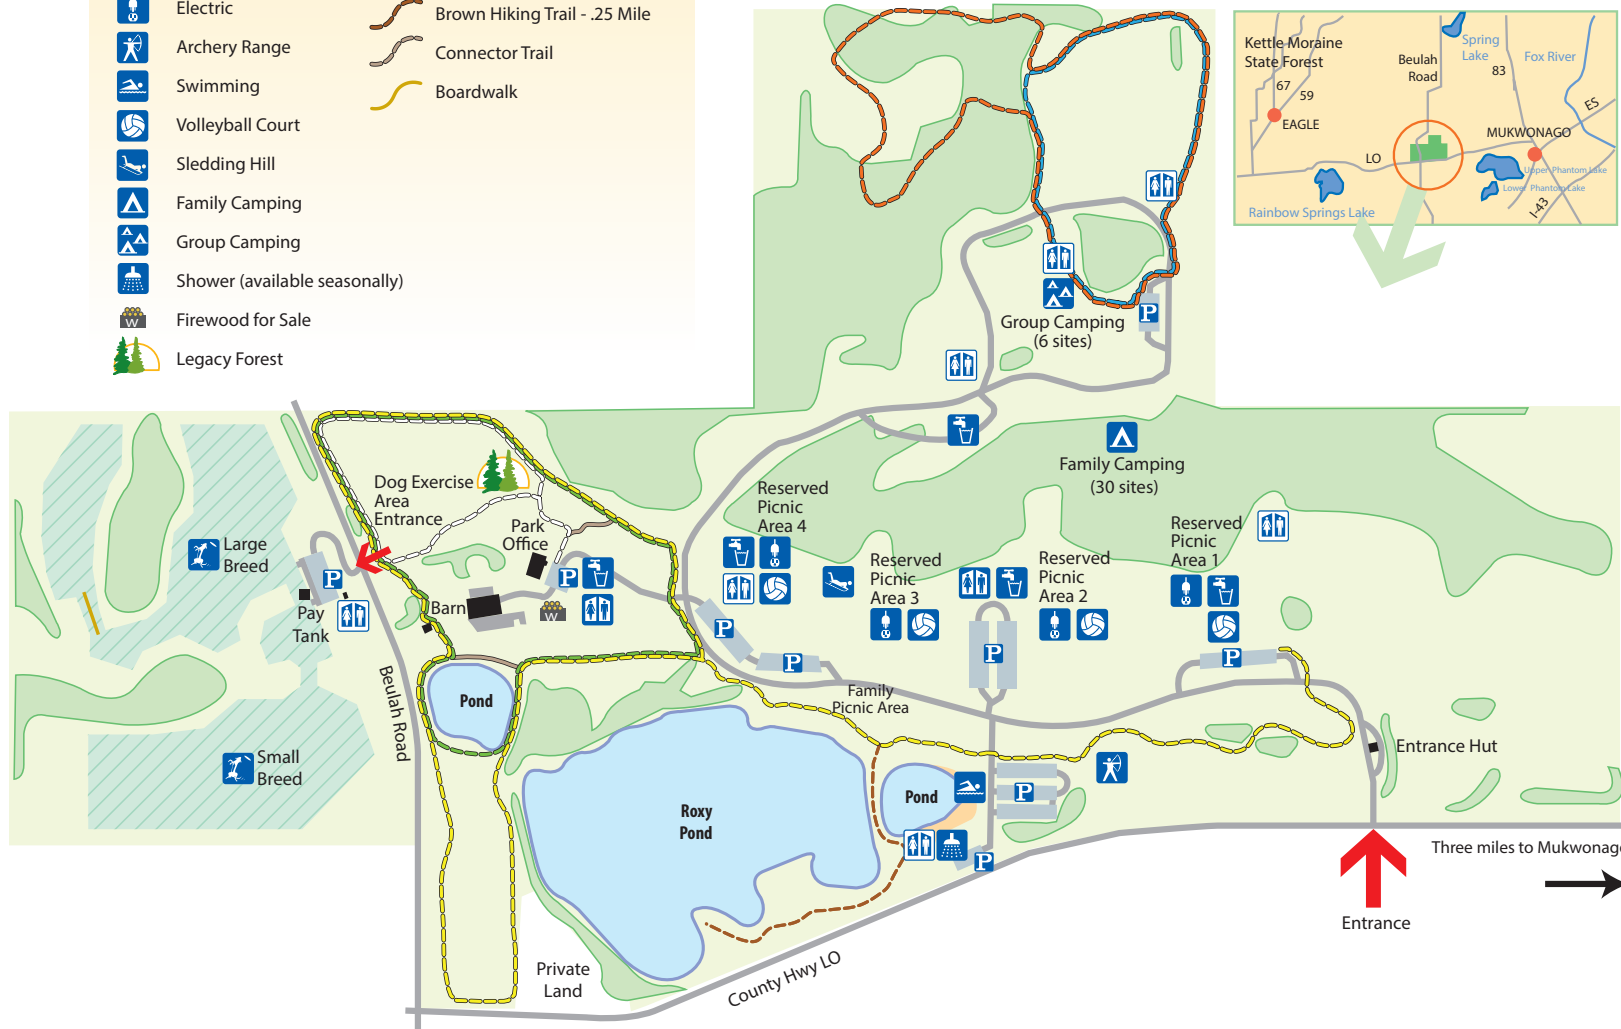 Electric
Archery Range
Swimming
Volleyball Court
Sledding Hill
Family Camping
Group Camping
Shower (available seasonally)
W
Firewood for Sale
Legacy Forest
Brown Hiking Trail - .25 Mile
Connector Trail
Boardwalk
Kettle Moraine
State Forest
67
59
EAGLE
LO
Rainbow Springs Lake
Beulah
Road
Spring
Lake
83
Fox River
ES
MUKWONAGO
Upper Phantom Lake
Lower Phantom Lake
I-43
P
Group Camping
(6 sites)
Family Camping
(30 sites)
Dog Exercise
Area
Entrance
Park
Office
P
Barn
W
Large
Breed
P
Pay
Tank
Small
Breed
Beulah Road
Pond
Reserved
Picnic
Area 4
Reserved
Picnic
Area 3
Reserved
Picnic
Area 2
Reserved
Picnic
Area 1
P
P
P
P
Family
Picnic Area
Entrance Hut
Roxy
Pond
Pond
P
P
Three miles to Mukwonago
Entrance
Private
Land
County Hwy LO